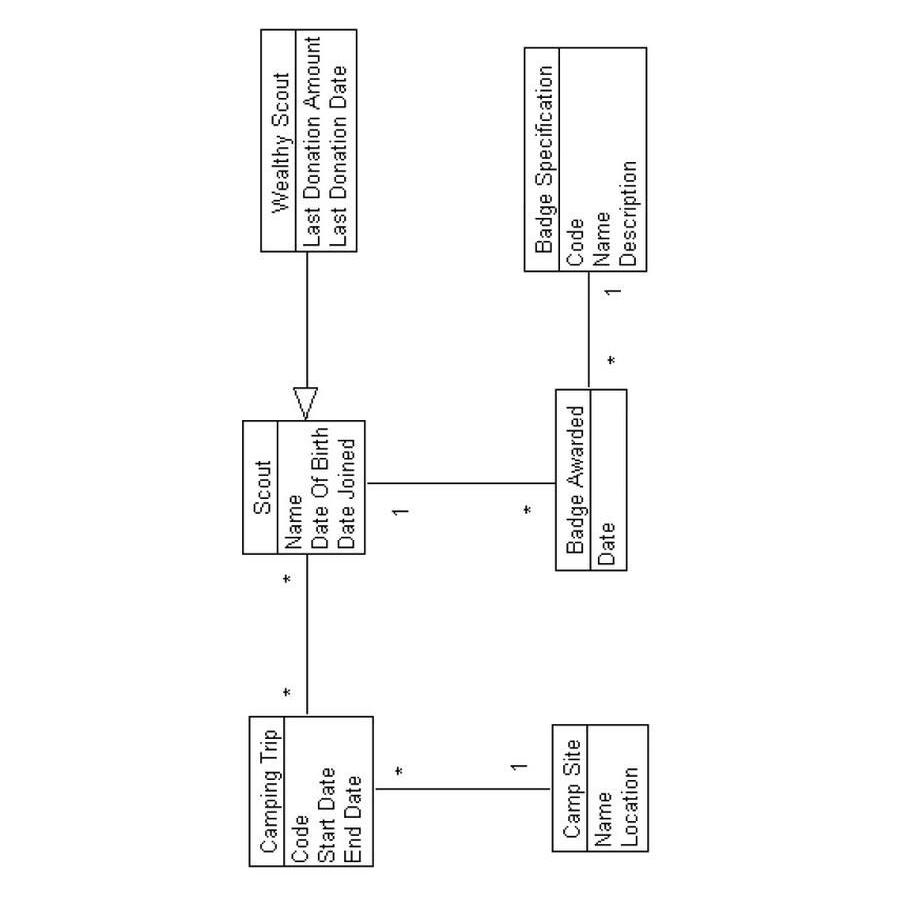 Camping Trip
Code
Start Date
End Date
*
*
Scout
Name
Date Of Birth
Date Joined
Wealthy Scout
Last Donation Amount
Last Donation Date
*
1
1
*
Camp Site
Name
Location
Badge Awarded
Date
*
1
Badge Specification
Code
Name
Description